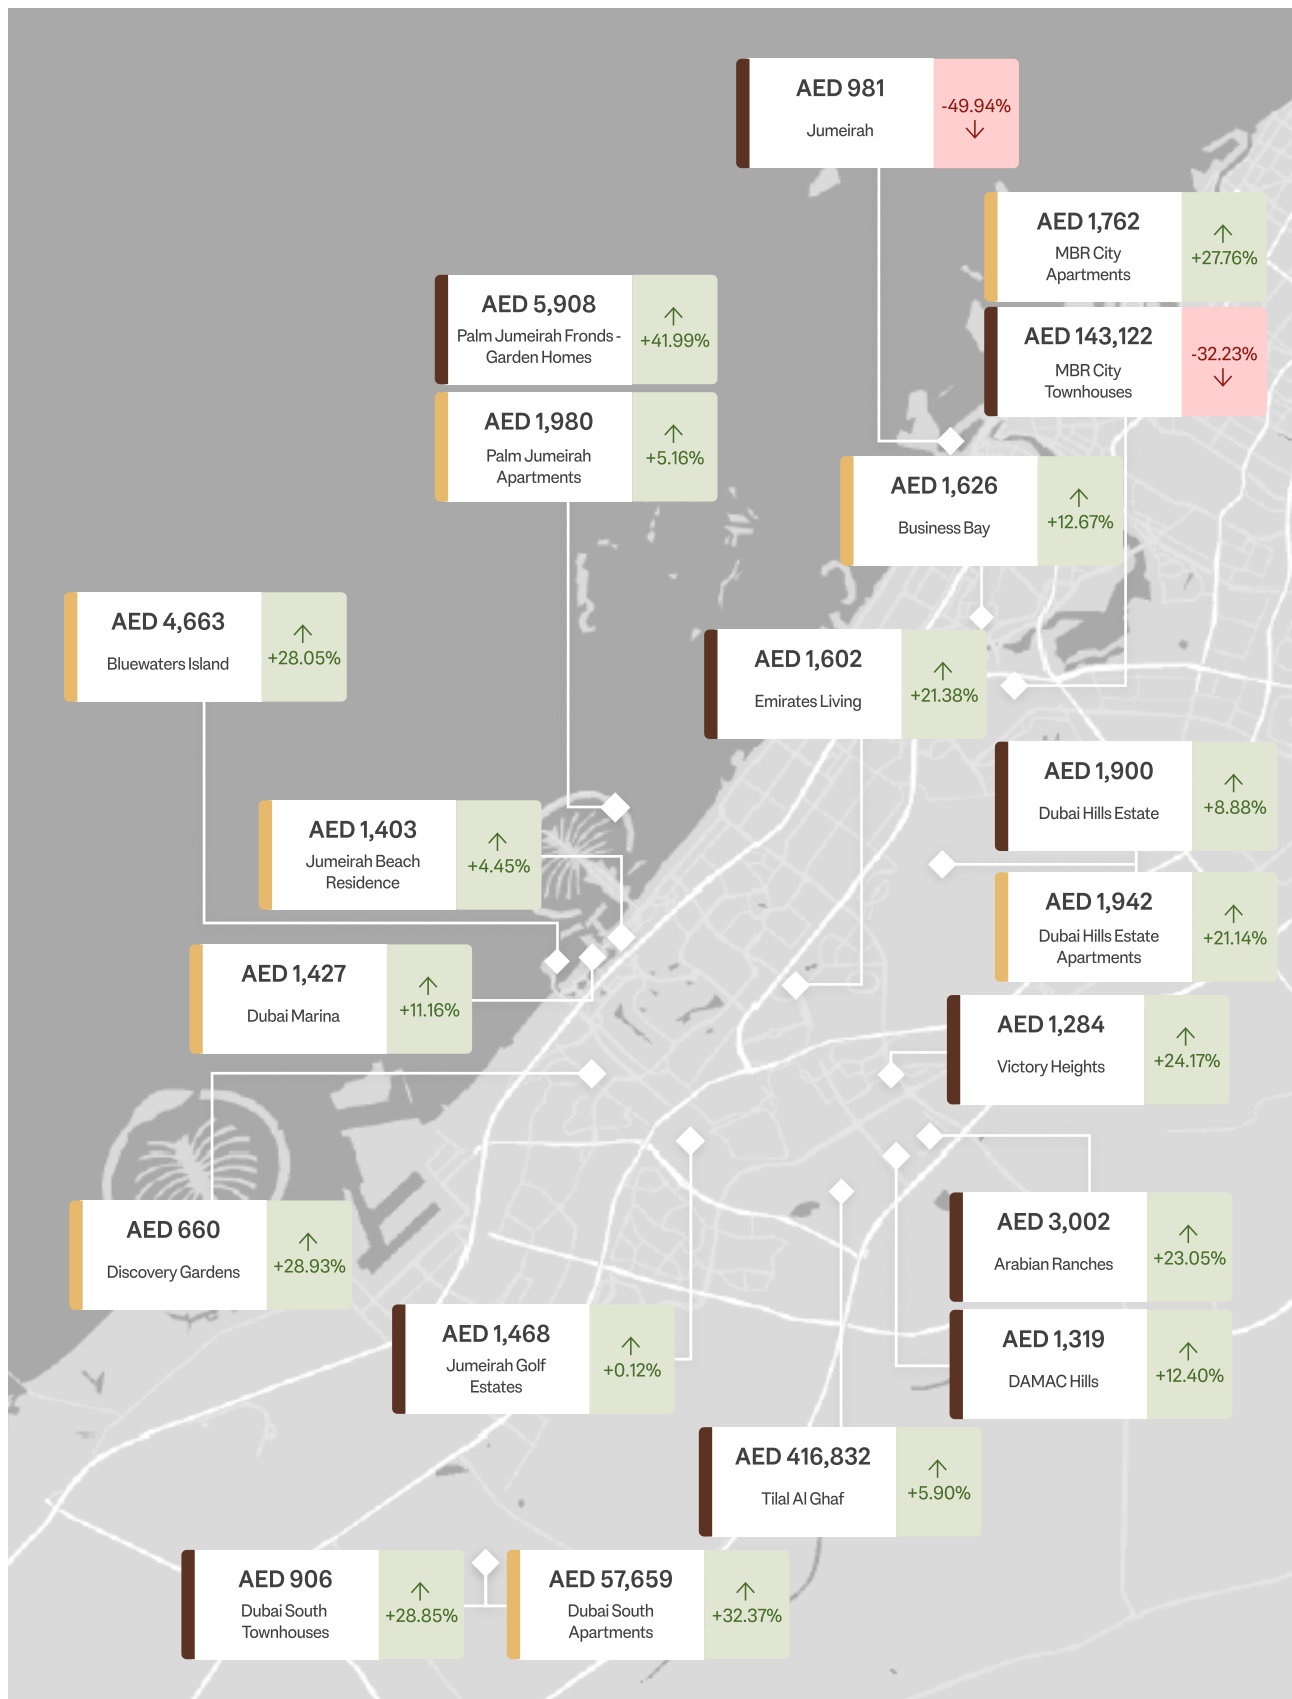 AED 981
Jumeirah
-49.94%
AED 1,762
MBR City
Apartments
+27.76%
AED 5,908
Palm Jumeirah Fronds -
Garden Homes
+41.99%
AED 143,122
MBR City
Townhouses
-32.23%
AED 1,980
Palm Jumeirah
Apartments
+5.16%
AED 1,626
Business Bay
+12.67%
AED 4,663
Bluewaters Island
+28.05%
AED 1,602
Emirates Living
+21.38%
AED 1,900
Dubai Hills Estate
+8.88%
AED 1,403
Jumeirah Beach
Residence
+4.45%
AED 1,942
Dubai Hills Estate
Apartments
+21.14%
AED 1,427
Dubai Marina
+11.16%
AED 1,284
Victory Heights
+24.17%
AED 660
Discovery Gardens
+28.93%
AED 3,002
Arabian Ranches
+23.05%
AED 1,468
Jumeirah Golf
Estates
+0.12%
AED 1,319
DAMAC Hills
+12.40%
AED 416,832
Tilal Al Ghaf
+5.90%
AED 906
Dubai South
Townhouses
+28.85%
AED 57,659
Dubai South
Apartments
+32.37%